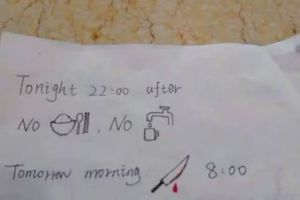 Tonight 22:00 after
No , No
Tomorrow morning 8:00